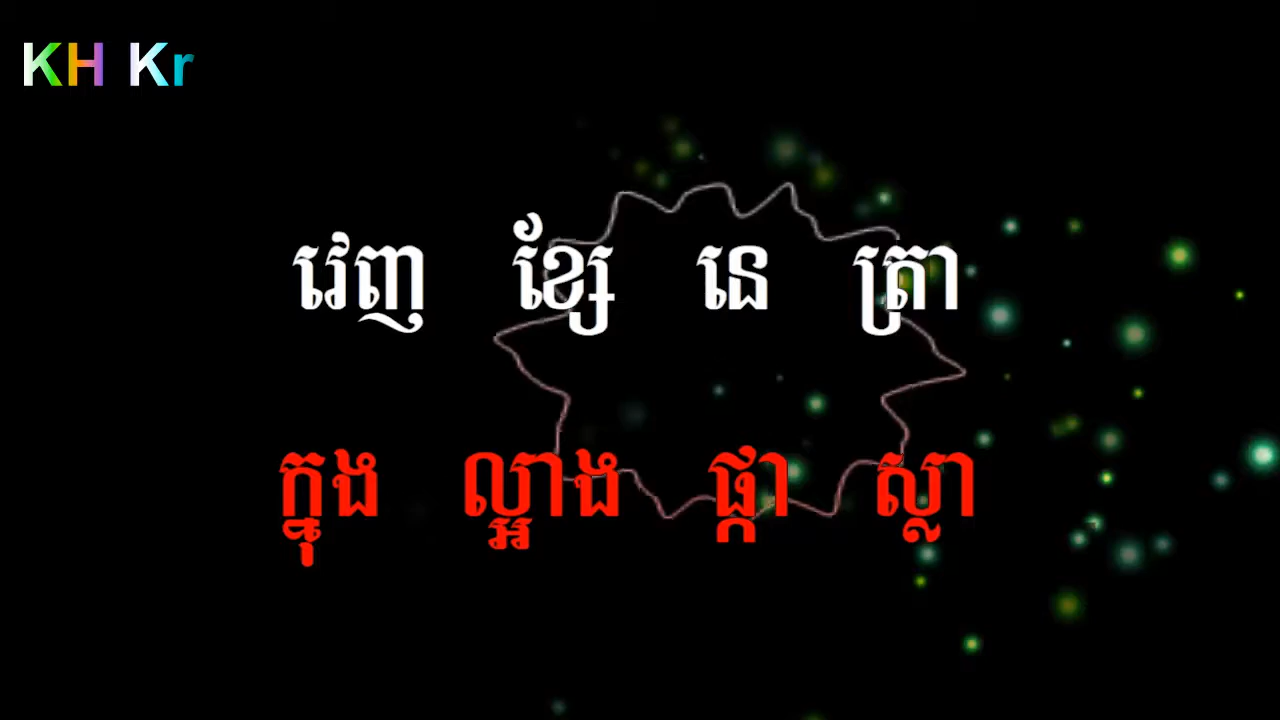 KH Kr
វេញ ខ្សែ នេ ត្រា
ក្នុង ល្អាង ផ្កា ស្លា